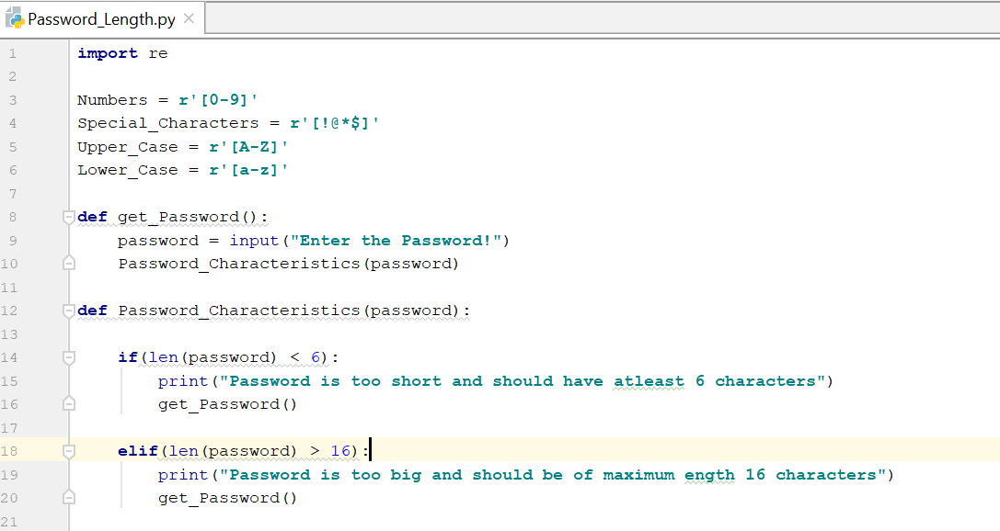 Password_Length.py
1 import re
2
3 Numbers = r'[0-9]'
4 Special_Characters = r'[!@*$]'
5 Upper_Case = r'[A-Z]'
6 Lower_Case = r'[a-z]'
7
8 def get_Password():
9     password = input("Enter the Password!")
10     Password_Characteristics(password)
11
12 def Password_Characteristics(password):
13
14     if(len(password) < 6):
15         print("Password is too short and should have atleast 6 characters")
16         get_Password()
17
18     elif(len(password) > 16):
19         print("Password is too big and should be of maximum ength 16 characters")
20         get_Password()
21